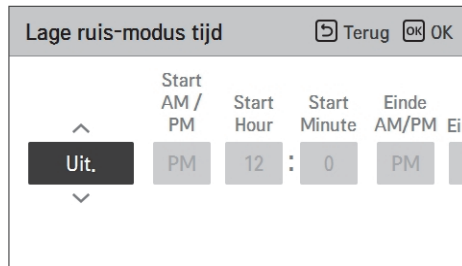 Lage ruis-modus tijd Terug OK OK
Start AM / PM Start Hour Start Minute Einde AM/PM Ei
Uit. PM 12 : 0 PM